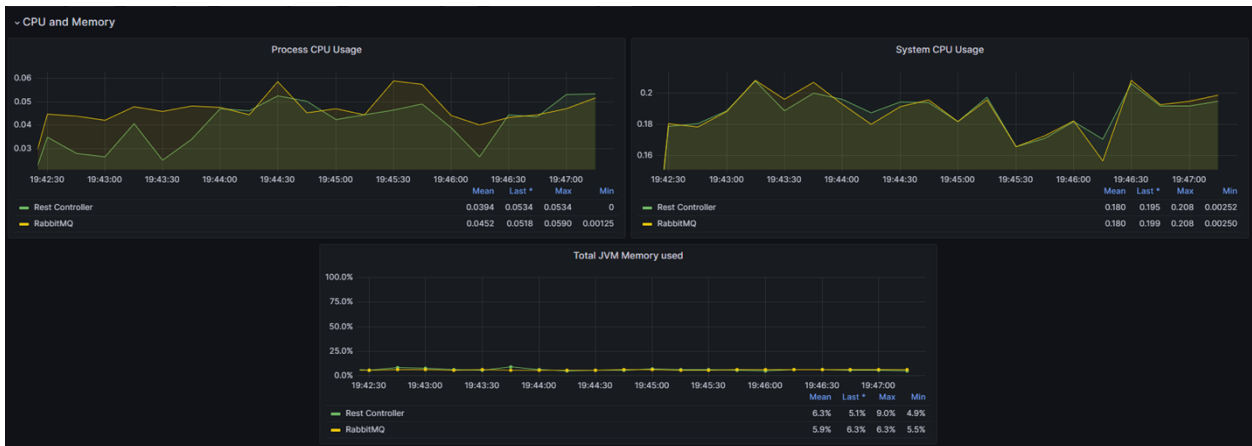 CPU and Memory
Process CPU Usage
0.06
0.05
0.04
0.03
19:42:30 19:43:00 19:43:30 19:44:00 19:44:30 19:45:00 19:45:30 19:46:00 19:46:30 19:47:00
Mean Last * Max Min
Rest Controller 0.0394 0.0534 0.0534 0
RabbitMQ 0.0452 0.0518 0.0590 0.00125
System CPU Usage
0.2
0.18
0.16
19:42:30 19:43:00 19:43:30 19:44:00 19:44:30 19:45:00 19:45:30 19:46:00 19:46:30 19:47:00
Mean Last * Max Min
Rest Controller 0.180 0.195 0.208 0.00252
RabbitMQ 0.180 0.199 0.208 0.00250
Total JVM Memory used
100.0%
75.0%
50.0%
25.0%
0.0%
19:42:30 19:43:00 19:43:30 19:44:00 19:44:30 19:45:00 19:45:30 19:46:00 19:46:30 19:47:00
Mean Last * Max Min
Rest Controller 6.3% 5.1% 9.0% 4.9%
RabbitMQ 5.9% 6.3% 6.3% 5.5%